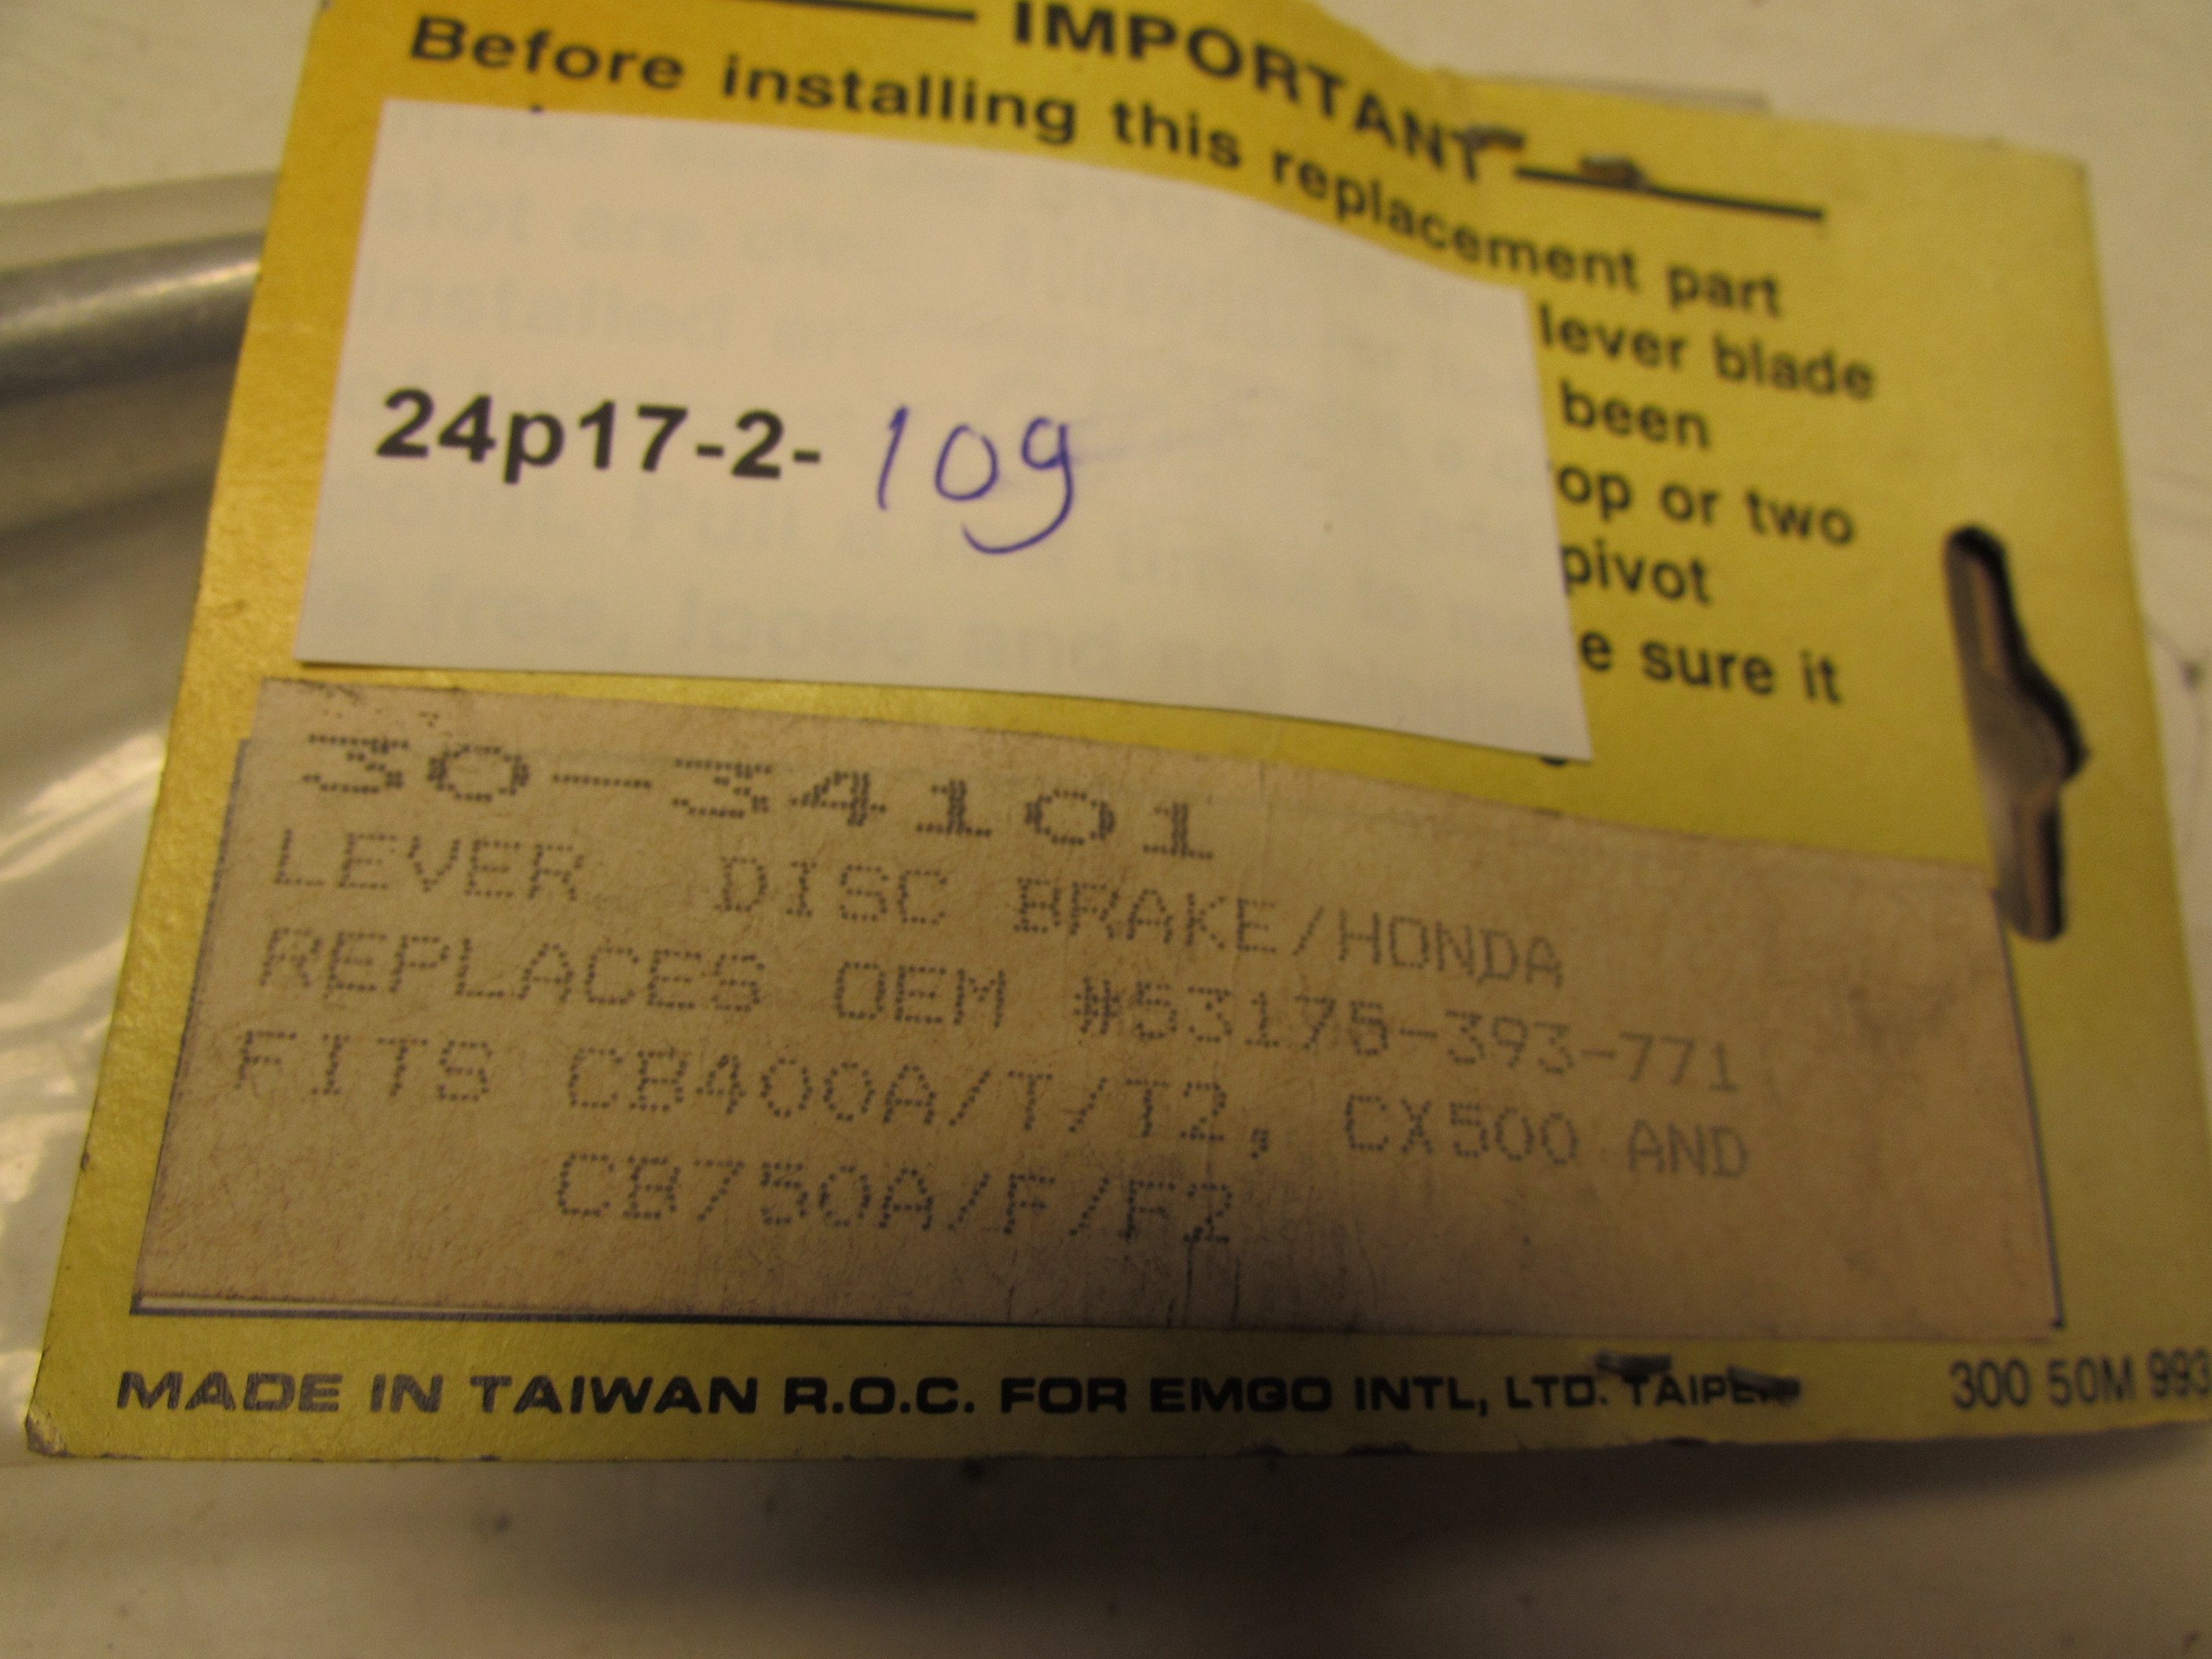 IMPORTANT
Before installing this replacement part
lever blade
been
op or two
pivot
e sure it
24p17-2-109
30-34101
LEVER DISC BRAKE/HONDA
REPLACES OEM #53175-393-771
FITS CB400A/T/T2, CX500 AND
CB750A/F/F2
MADE IN TAIWAN R.O.C. FOR EMGO INTL, LTD. TAIPEI
300 50M 993